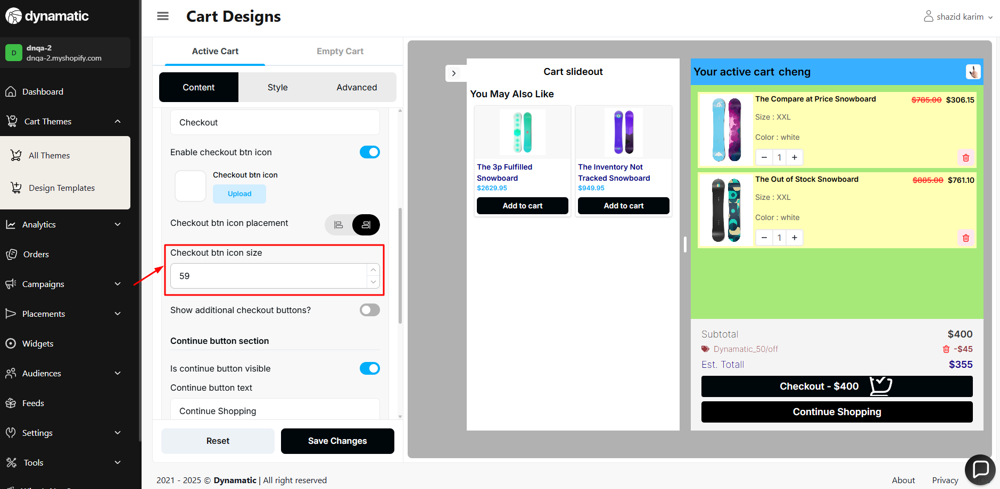 dynamatic
Cart Designs
shazid karim
D
dnqa-2
dnqa-2.myshopify.com
Dashboard
Cart Themes
All Themes
Design Templates
Analytics
Orders
Campaigns
Placements
Widgets
Audiences
Feeds
Settings
Tools
Active Cart
Empty Cart
Content
Style
Advanced
Checkout
Enable checkout btn icon
Checkout btn icon
Upload
Checkout btn icon placement
Checkout btn icon size
59
Show additional checkout buttons?
Continue button section
Is continue button visible
Continue button text
Continue Shopping
Reset
Save Changes
Cart slideout
You May Also Like
The 3p Fulfilled
Snowboard
$2629.95
Add to cart
The Inventory Not
Tracked Snowboard
$949.95
Add to cart
Your active cart cheng
The Compare at Price Snowboard
$785.00 $306.15
Size : XXL
Color : white
1
The Out of Stock Snowboard
$885.00 $761.10
Size : XXL
Color : white
1
Subtotal
$400
Dynamatic_50/off
-$45
Est. Totall
$355
Checkout - $400
Continue Shopping
2021 - 2025 © Dynamatic | All right reserved
About
Privacy